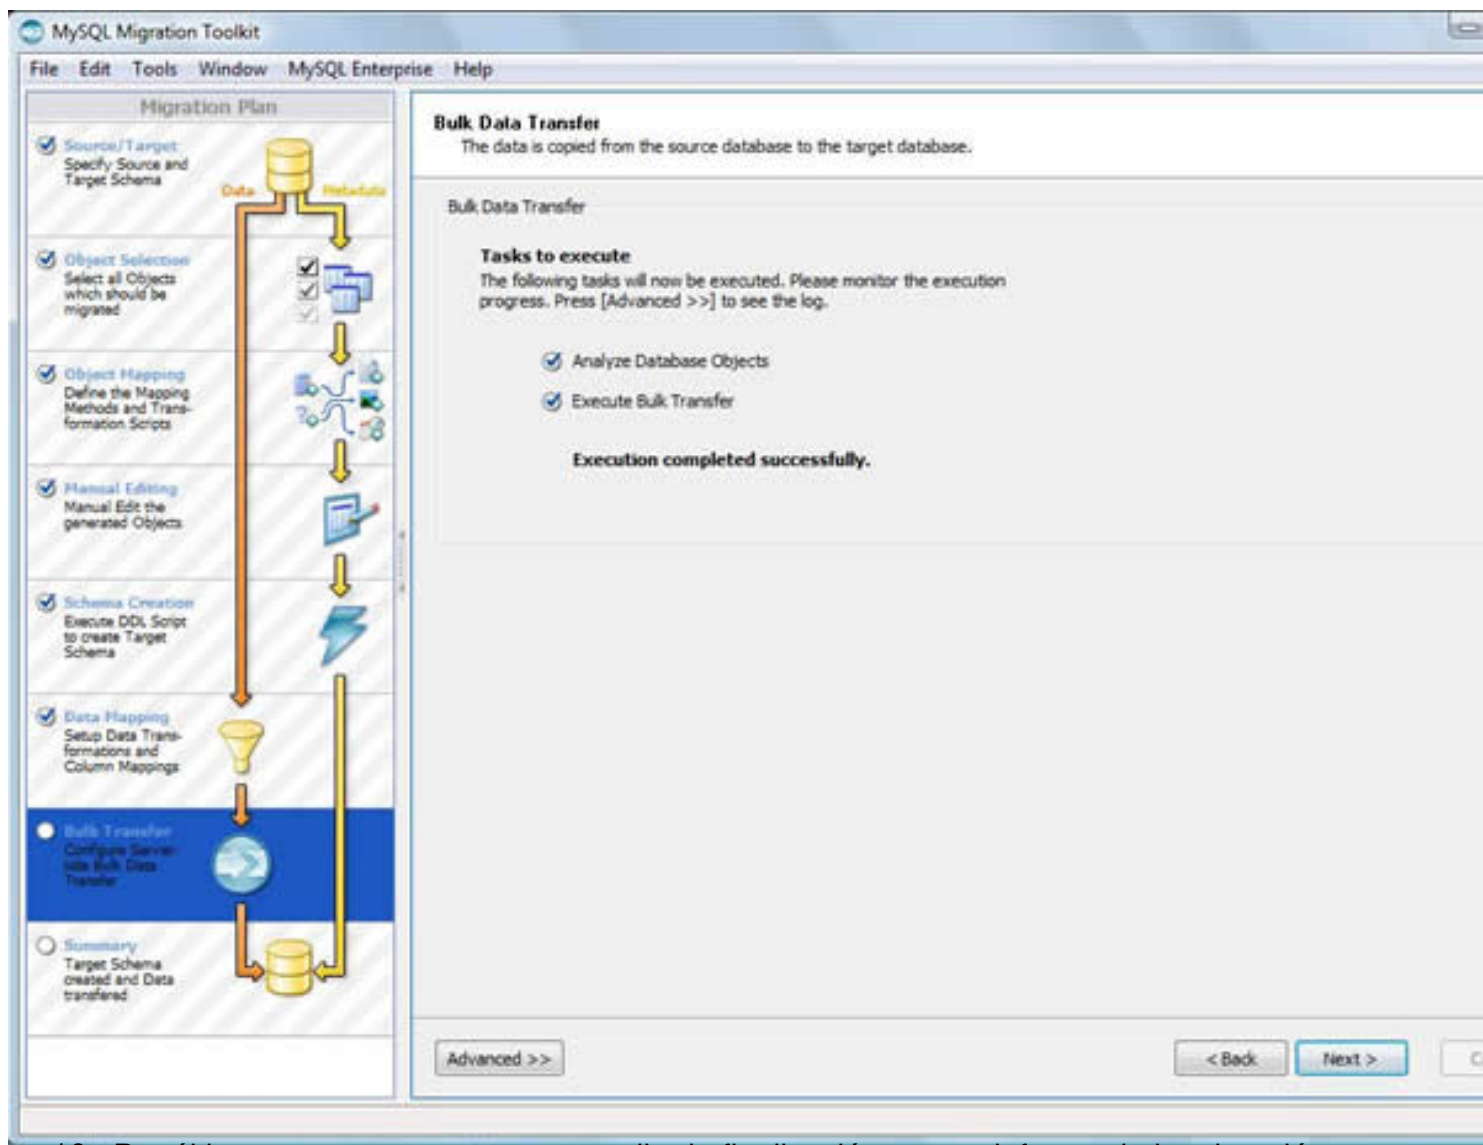 MySQL Migration Toolkit
File Edit Tools Window MySQL Enterprise Help
Migration Plan
Source/Target
Specify Source and
Target Schema
Data Metadata
Object Selection
Select all Objects
which should be
migrated
Object Mapping
Define the Mapping
Methods and Trans-
formation Scripts
Manual Editing
Manual Edit the
generated Objects
Schema Creation
Execute DDL Script
to create Target
Schema
Data Mapping
Setup Data Trans-
formations and
Column Mappings
Bulk Transfer
Configure Server-
side Bulk Data
Transfer
Summary
Target Schema
created and Data
transfered
Bulk Data Transfer
The data is copied from the source database to the target database.
Bulk Data Transfer
Tasks to execute
The following tasks will now be executed. Please monitor the execution
progress. Press [Advanced >>] to see the log.
Analyze Database Objects
Execute Bulk Transfer
Execution completed successfully.
Advanced >>
< Back Next >